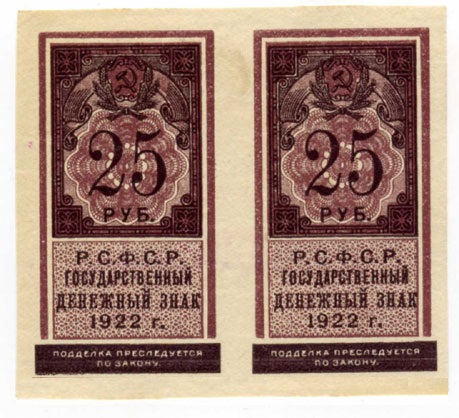 25
РУБ.
Р.С.Ф.С.Р.
ГОСУДАРСТВЕННЫЙ
ДЕНЕЖНЫЙ ЗНАК
1922 г.
ПОДДЕЛКА ПРЕСЛЕДУЕТСЯ
ПО ЗАКОНУ.
25
РУБ.
Р.С.Ф.С.Р.
ГОСУДАРСТВЕННЫЙ
ДЕНЕЖНЫЙ ЗНАК
1922 г.
ПОДДЕЛКА ПРЕСЛЕДУЕТСЯ
ПО ЗАКОНУ.